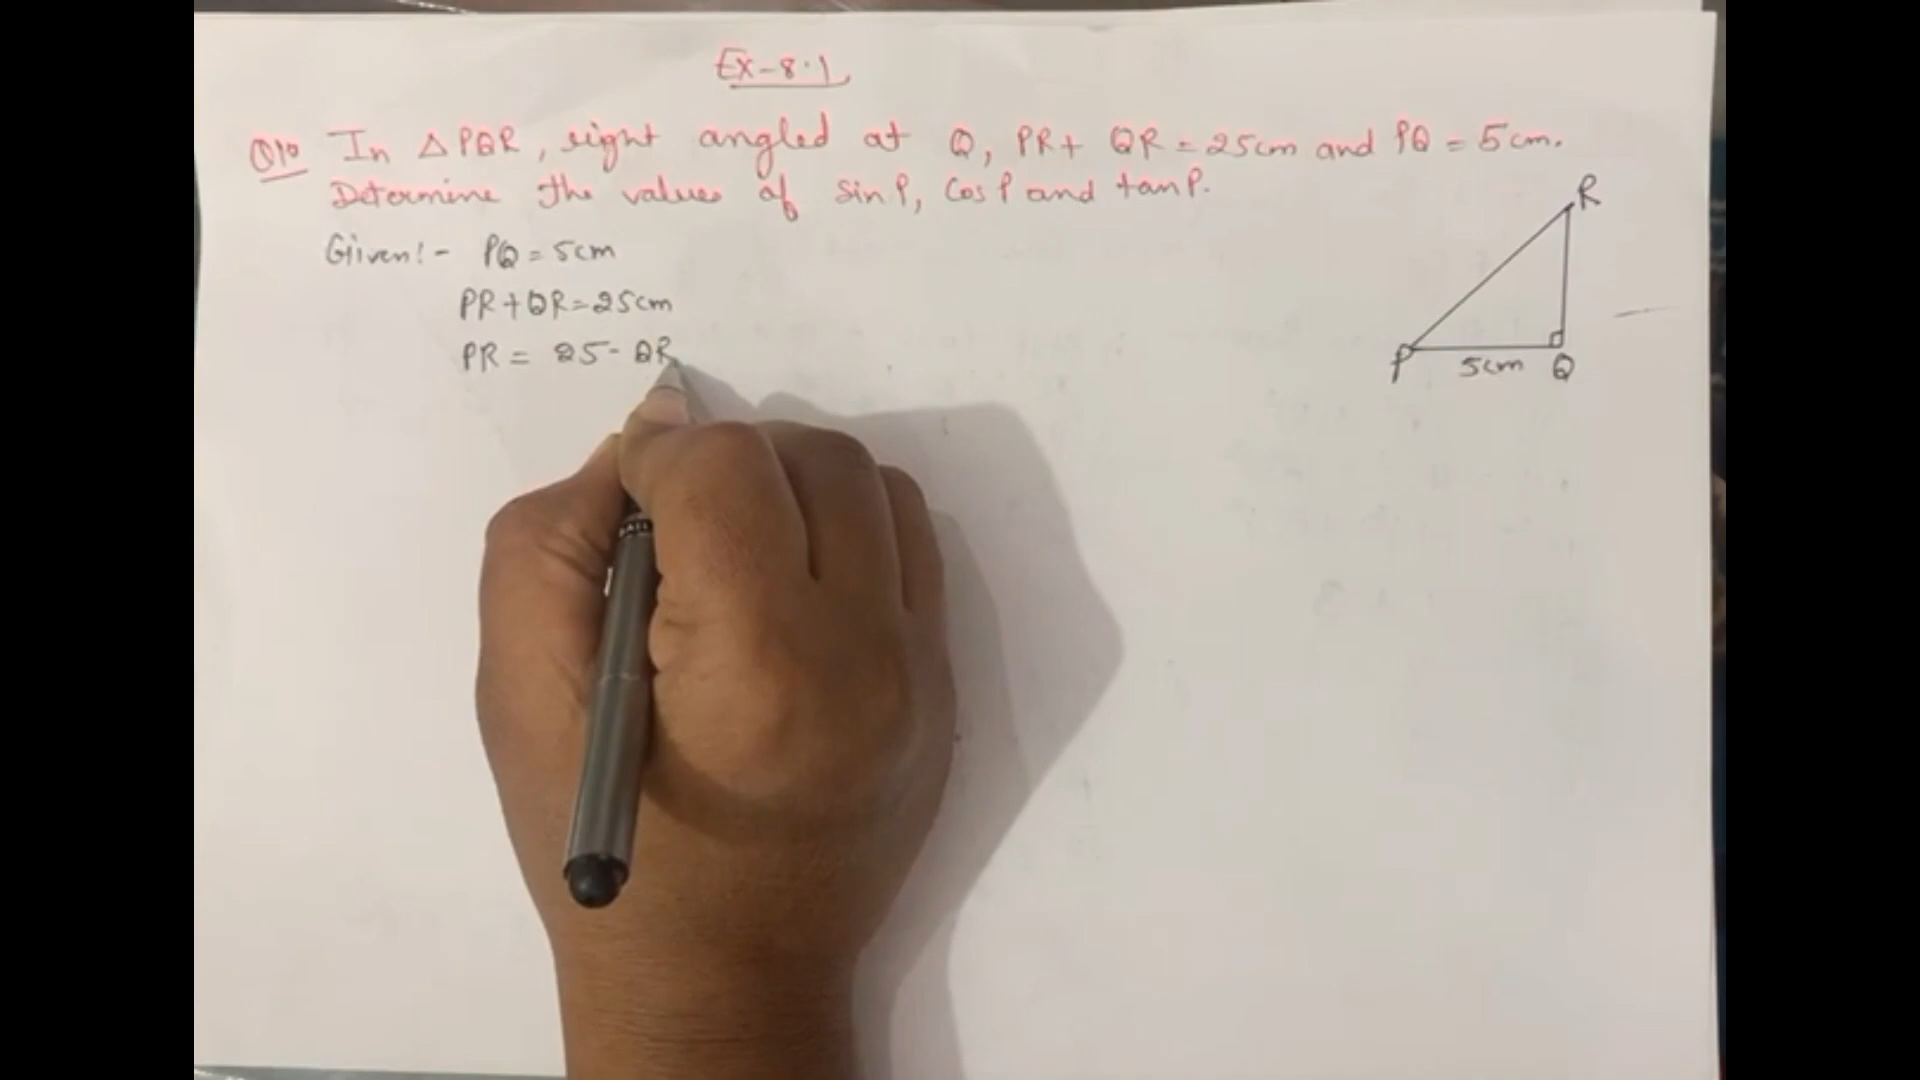 Ex-8.1
Q10 In △PQR, right angled at Q, PR + QR = 25cm and PQ = 5cm.
Determine the values of sin P, Cos P and tan P.
R
Given:- PQ = 5cm
PR + QR = 25cm
PR = 25 - QR
P 5cm Q
BALL